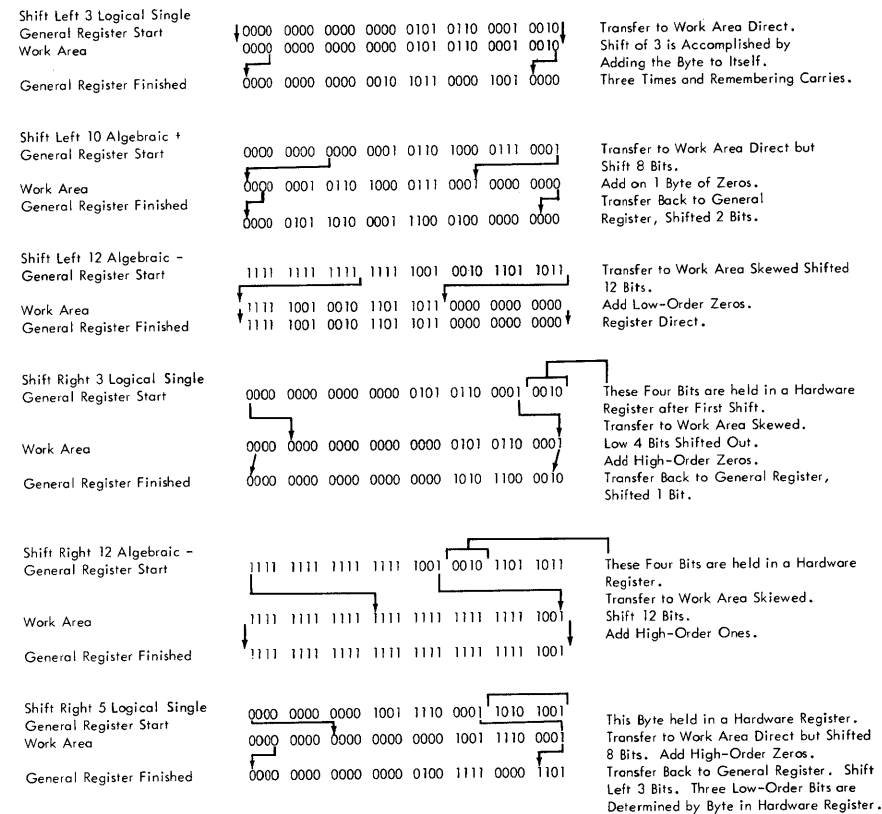 Shift Left 3 Logical Single
General Register Start 0000 0000 0000 0000 0101 0110 0001 0010 Transfer to Work Area Direct.
Work Area 0000 0000 0000 0000 0101 0110 0001 0010 Shift of 3 is Accomplished by
Adding the Byte to Itself.
General Register Finished 0000 0000 0000 0010 1011 0000 1001 0000 Three Times and Remembering Carries.
Shift Left 10 Algebraic +
General Register Start 0000 0000 0000 0001 0110 1000 0111 0001 Transfer to Work Area Direct but
Shift 8 Bits.
Work Area 0000 0001 0110 1000 0111 0001 0000 0000 Add on 1 Byte of Zeros.
General Register Finished Transfer Back to General
0000 0101 1010 0001 1100 0100 0000 0000 Register, Shifted 2 Bits.
Shift Left 12 Algebraic -
General Register Start 1111 1111 1111 1111 1001 0010 1101 1011 Transfer to Work Area Skewed Shifted
12 Bits.
Work Area 1111 1001 0010 1101 1011 0000 0000 0000 Add Low-Order Zeros.
General Register Finished 1111 1001 0010 1101 1011 0000 0000 0000 Register Direct.
Shift Right 3 Logical Single
General Register Start 0000 0000 0000 0000 0101 0110 0001 0010 These Four Bits are held in a Hardware
Register after First Shift.
Transfer to Work Area Skewed.
Work Area 0000 0000 0000 0000 0000 0101 0110 0001 Low 4 Bits Shifted Out.
Add High-Order Zeros.
General Register Finished 0000 0000 0000 0000 0000 1010 1100 0010 Transfer Back to General Register,
Shifted 1 Bit.
Shift Right 12 Algebraic -
General Register Start 1111 1111 1111 1111 1001 0010 1101 1011 These Four Bits are held in a Hardware
Register.
Transfer to Work Area Skiewed.
Work Area 1111 1111 1111 1111 1111 1111 1111 1001 Shift 12 Bits.
Add High-Order Ones.
General Register Finished 1111 1111 1111 1111 1111 1111 1111 1001
Shift Right 5 Logical Single
General Register Start 0000 0000 0000 1001 1110 0001 1010 1001 This Byte held in a Hardware Register.
Work Area 0000 0000 0000 0000 1001 1110 0001 Transfer to Work Area Direct but Shifted
8 Bits. Add High-Order Zeros.
General Register Finished 0000 0000 0000 0000 0100 1111 0000 1101 Transfer Back to General Register. Shift
Left 3 Bits. Three Low-Order Bits are
Determined by Byte in Hardware Register.